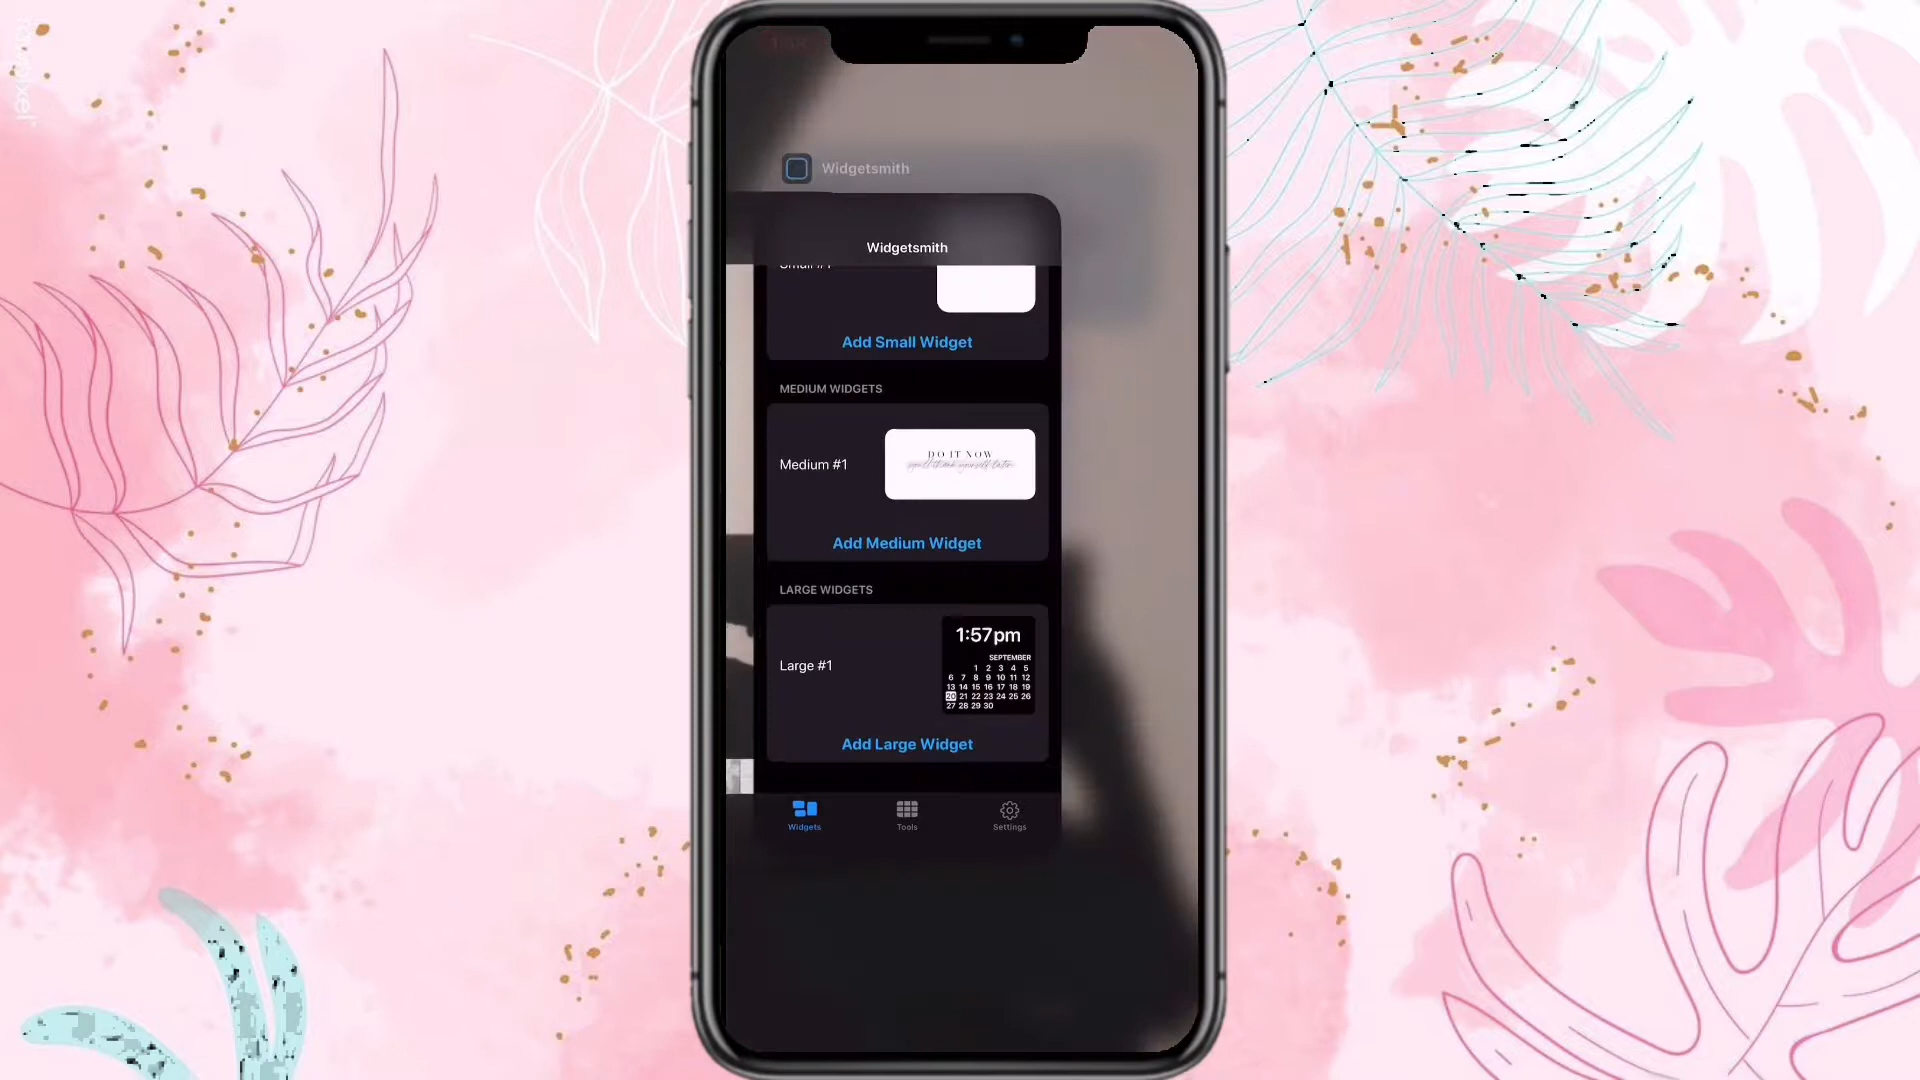 rawpixel
Widgetsmith
Widgetsmith
Small #1
Add Small Widget
MEDIUM WIDGETS
Medium #1
DO IT NOW
Add Medium Widget
LARGE WIDGETS
Large #1
1:57pm
SEPTEMBER
1 2 3 4 5
6 7 8 9 10 11 12
13 14 15 16 17 18 19
20 21 22 23 24 25 26
27 28 29 30
Add Large Widget
Widgets
Tools
Settings